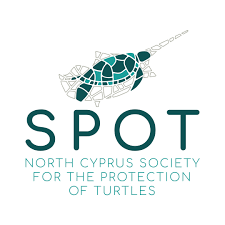 SPOT
NORTH CYPRUS SOCIETY
FOR THE PROTECTION
OF TURTLES